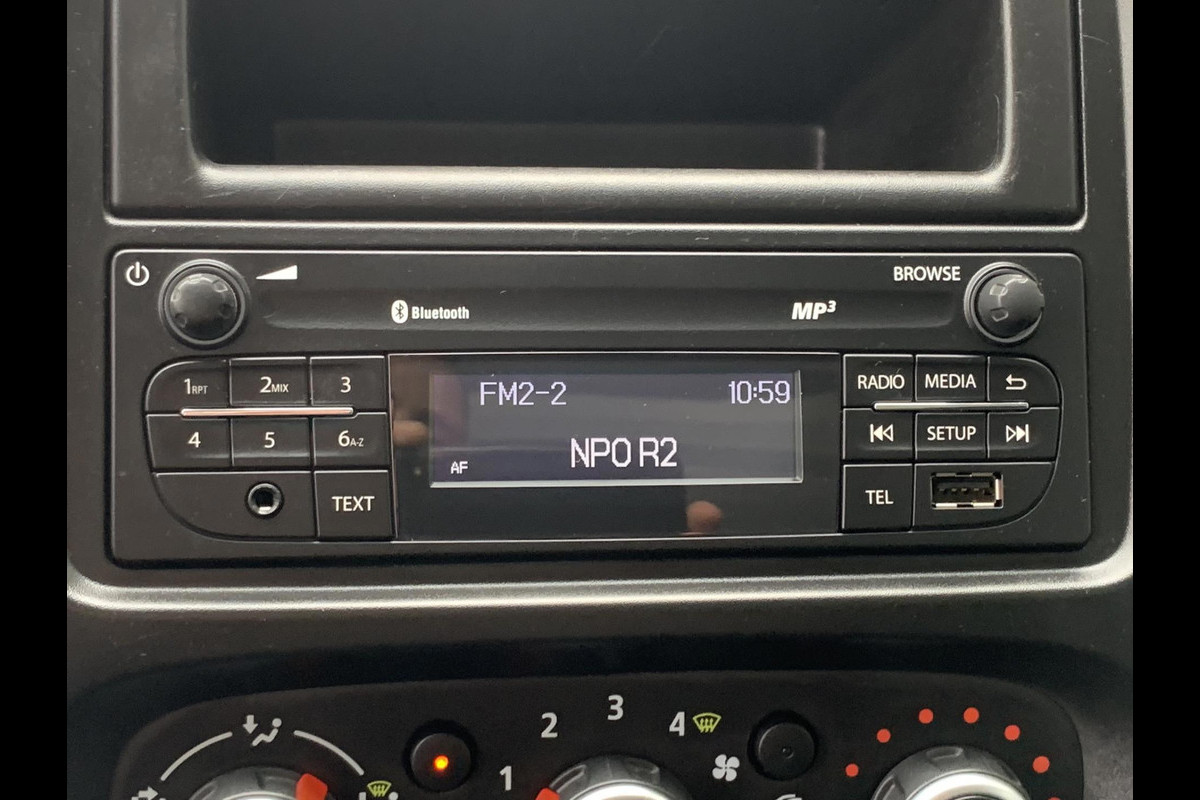 BROWSE
Bluetooth
MP3
1RPT 2MIX 3
FM2-2 10:59
RADIO MEDIA
4 5 6A-Z
AF NPO R2
SETUP
TEXT
TEL
1 2 3 4